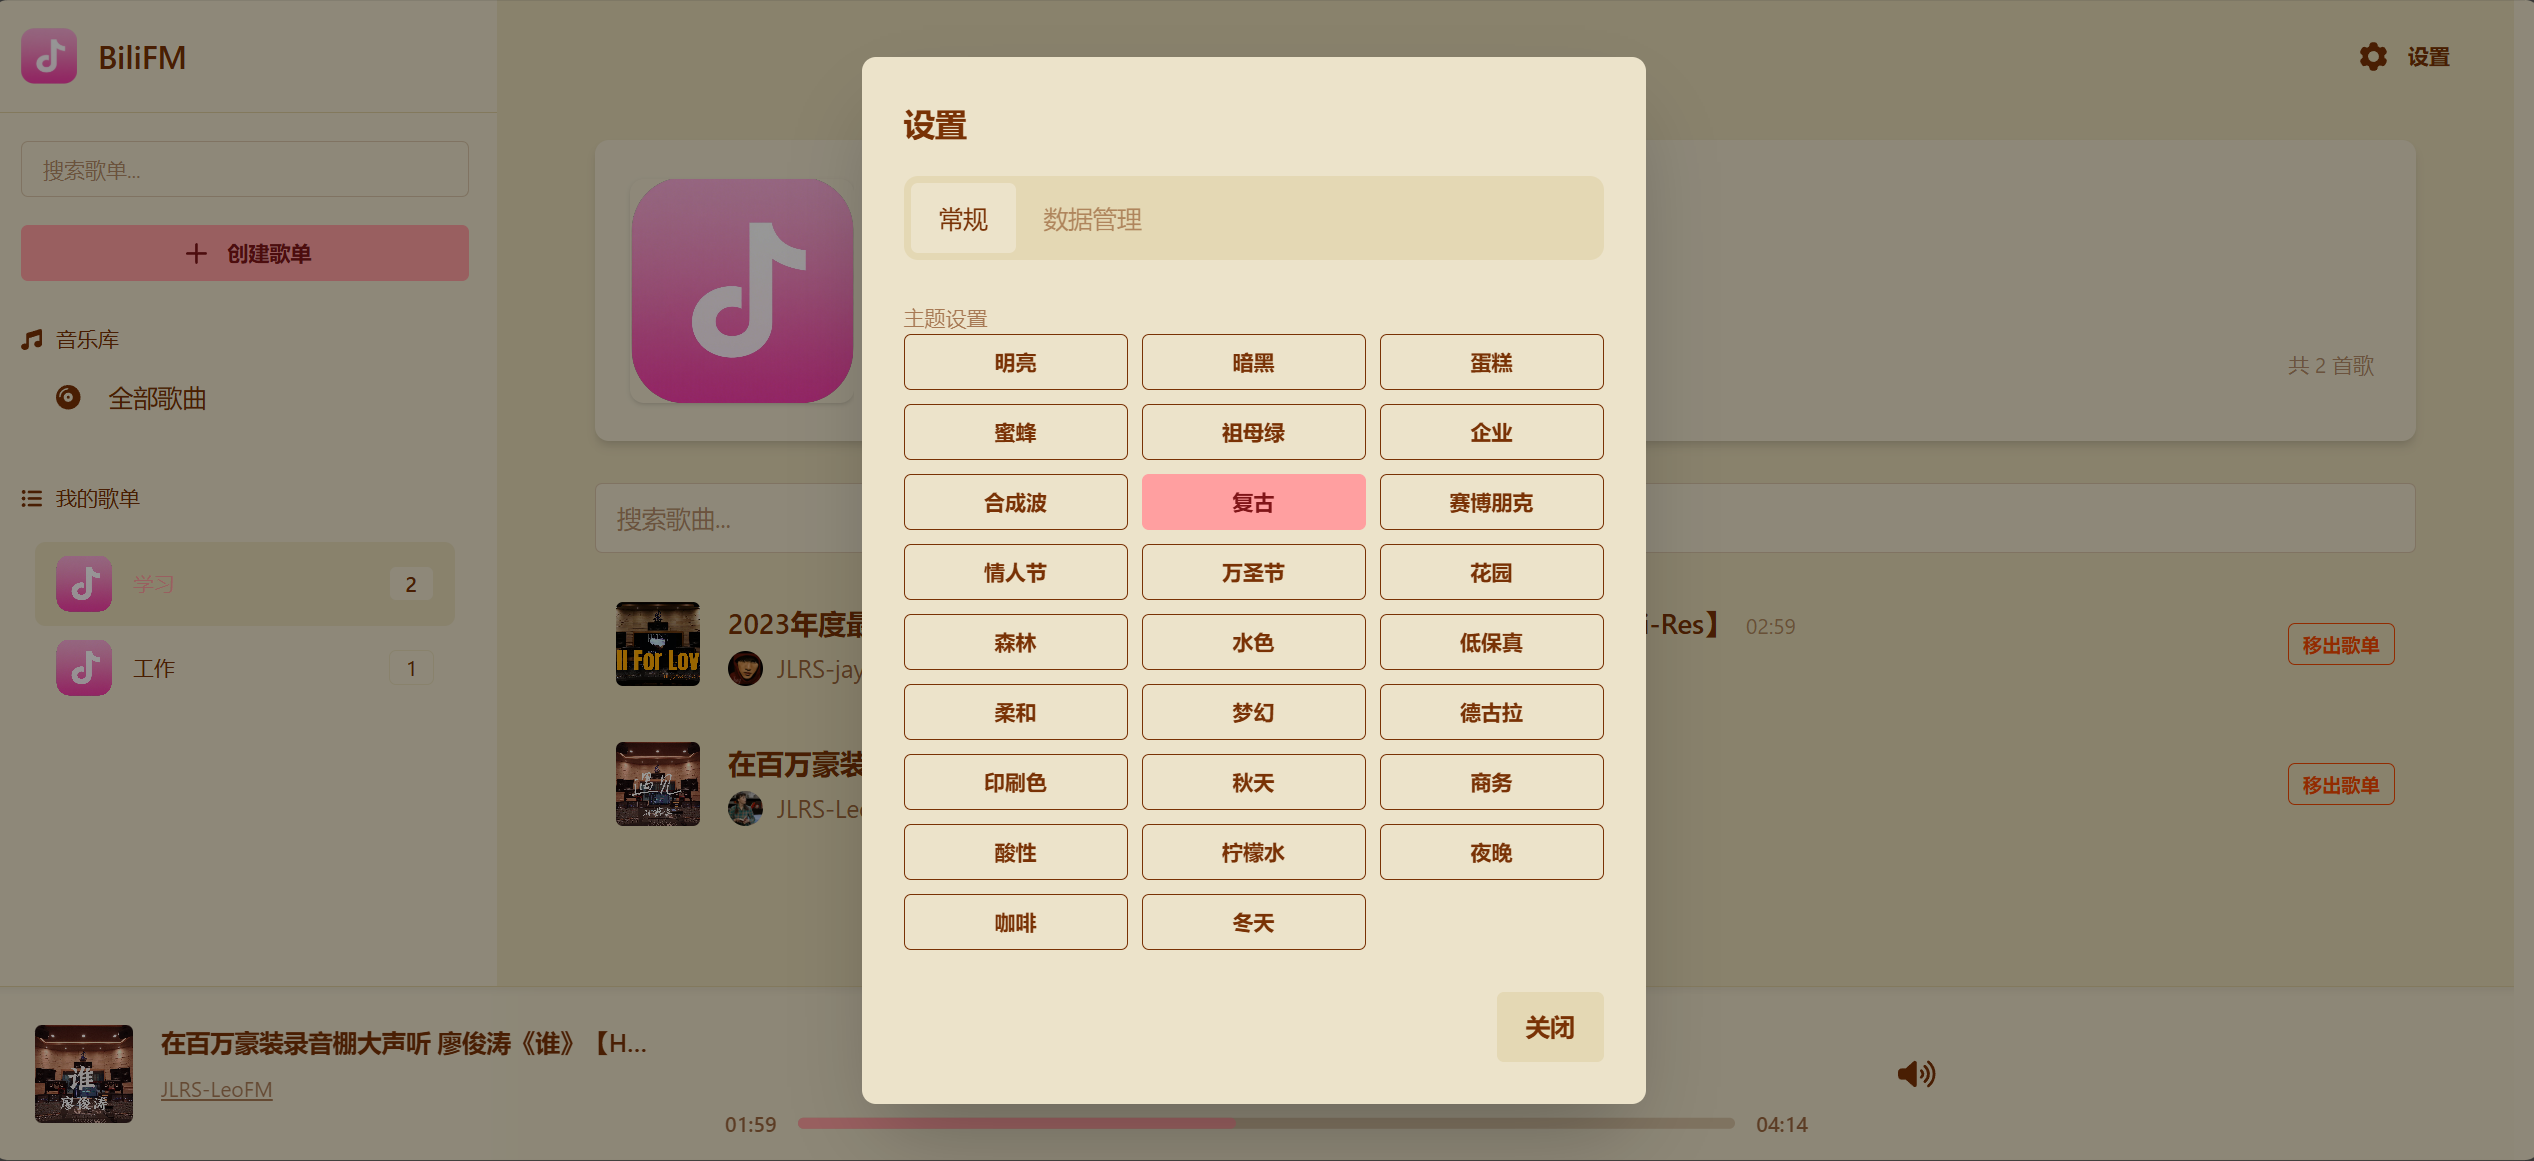 BiliFM
设置
搜索歌单...
创建歌单
音乐库
全部歌曲
我的歌单
学习
2
工作
1
共 2 首歌
搜索歌曲...
2023年度最
i-Res】
02:59
JLRS-jay
移出歌单
在百万豪装
JLRS-Leo
移出歌单
设置
常规
数据管理
主题设置
明亮
暗黑
蛋糕
蜜蜂
祖母绿
企业
合成波
复古
赛博朋克
情人节
万圣节
花园
森林
水色
低保真
柔和
梦幻
德古拉
印刷色
秋天
商务
酸性
柠檬水
夜晚
咖啡
冬天
关闭
ll For Lov
遇见
谁
廖俊涛
在百万豪装录音棚大声听 廖俊涛《谁》【H...
JLRS-LeoFM
01:59
04:14